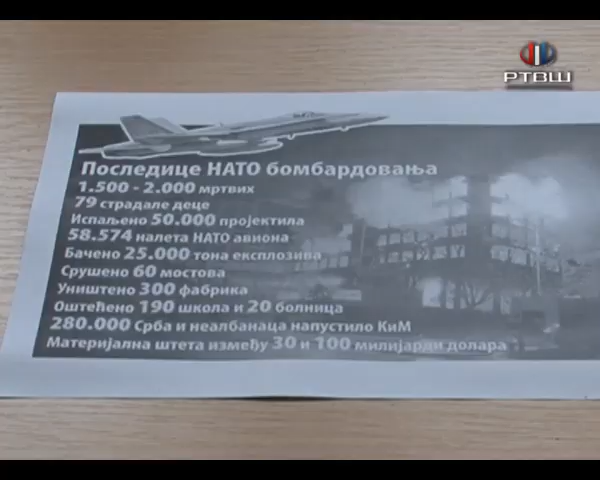 РТВШ
Последице НАТО бомбардовања
1.500 - 2.000 мртвих
79 страдале деце
Испаљено 50.000 пројектила
58.574 налета НАТО авиона
Бачено 25.000 тона експлозива
Срушено 60 мостова
Уништено 300 фабрика
Оштећено 190 школа и 20 болница
280.000 Срба и неалбанаца напустило КиМ
Материјална штета између 30 и 100 милијарди долара